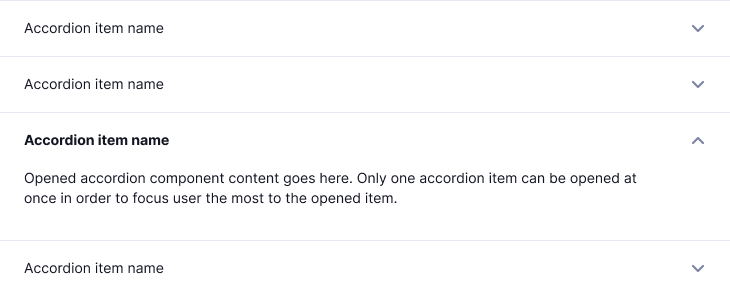 Accordion item name
Accordion item name
Accordion item name
Opened accordion component content goes here. Only one accordion item can be opened at
once in order to focus user the most to the opened item.
Accordion item name